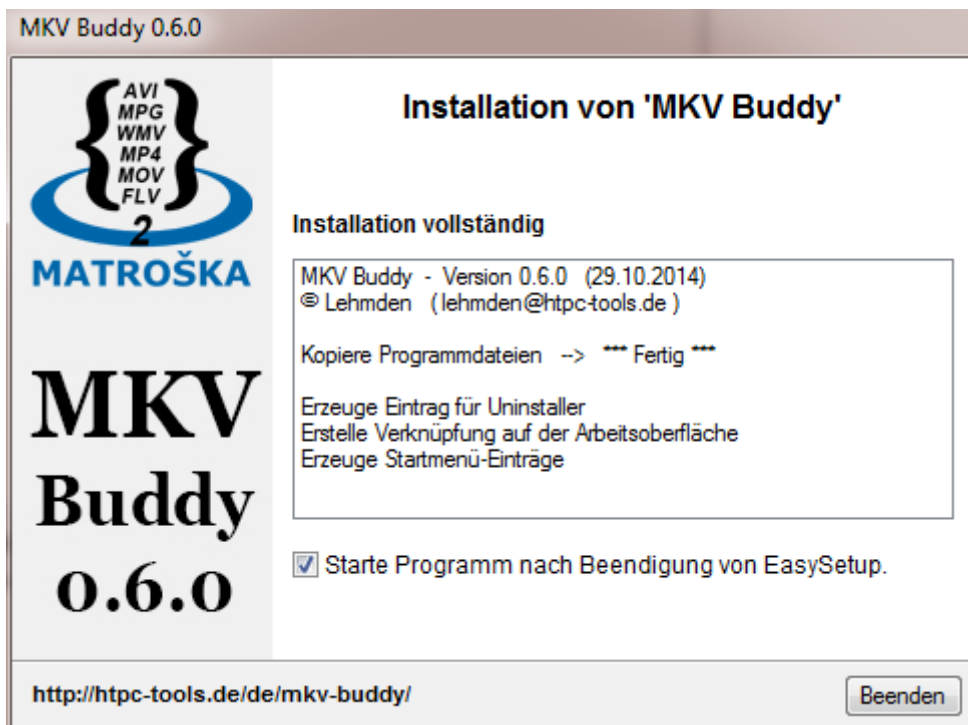 MKV Buddy 0.6.0
AVI
MPG
WMV
MP4
MOV
FLV
2
MATROŠKA
MKV
Buddy
0.6.0
Installation von 'MKV Buddy'
Installation vollständig
MKV Buddy - Version 0.6.0 (29.10.2014)
© Lehmden ( lehmden@htpc-tools.de )
Kopiere Programmdateien --> *** Fertig ***
Erzeuge Eintrag für Uninstaller
Erstelle Verknüpfung auf der Arbeitsoberfläche
Erzeuge Startmenü-Einträge
Starte Programm nach Beendigung von EasySetup.
http://htpc-tools.de/de/mkv-buddy/
Beenden